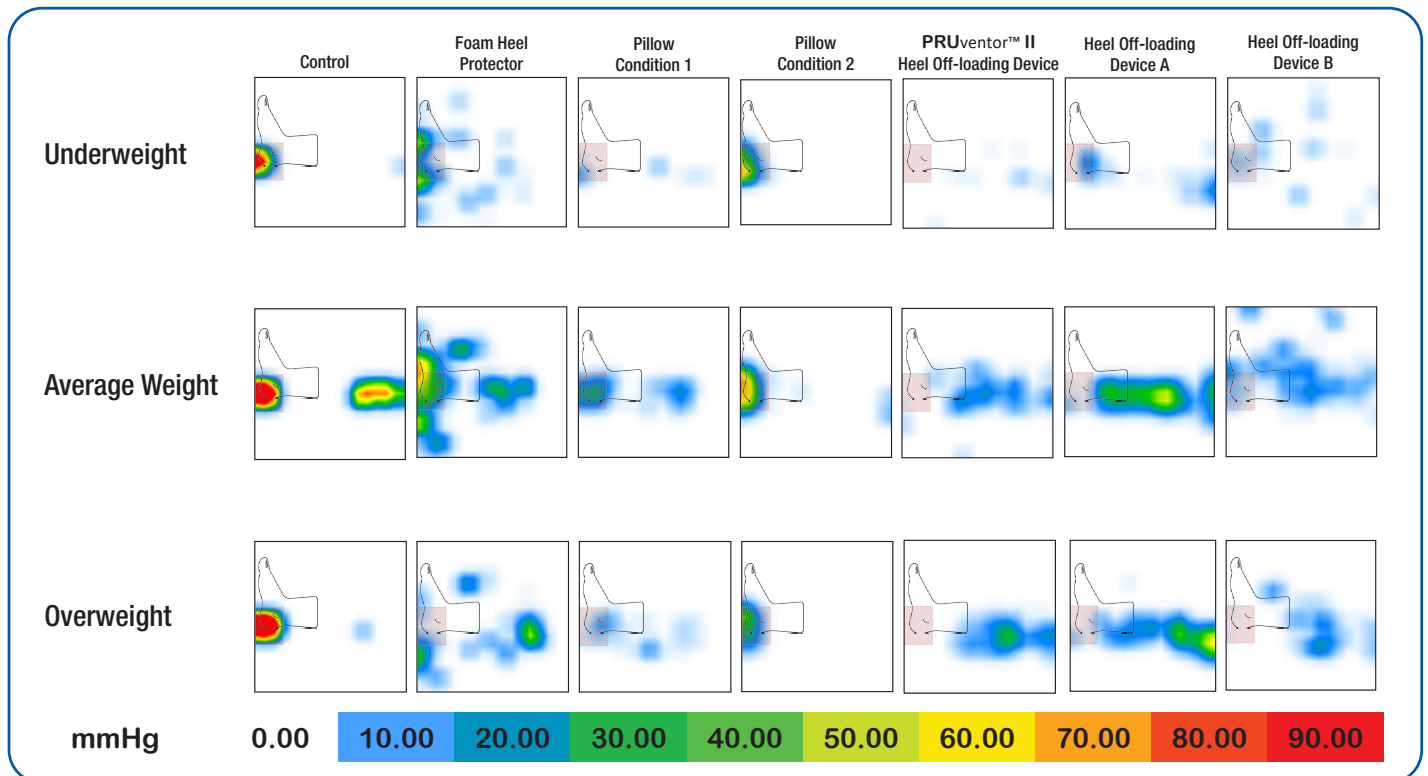 Control
Foam Heel
Protector
Pillow
Condition 1
Pillow
Condition 2
PRUventor™ II
Heel Off-loading Device
Heel Off-loading
Device A
Heel Off-loading
Device B
Underweight
Average Weight
Overweight
mmHg 0.00 10.00 20.00 30.00 40.00 50.00 60.00 70.00 80.00 90.00